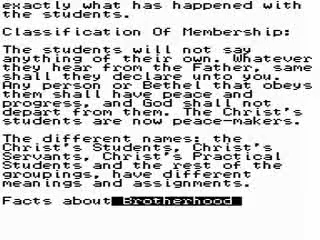 exactly what has happened with
the students.
Classification Of Membership:
The students will not say
anything of their own. Whatever
they hear from the Father, same
shall they declare unto you.
Any person or Bethel that obeys
them shall have peace and
progress, and God shall not
depart from them. The Christ's
students are now peace-makers.
The different names: the
Christ's Students, Christ's
Servants, Christ's Practical
Students and the rest of the
groupings, have different
meanings and assignments.
Facts about Brotherhood